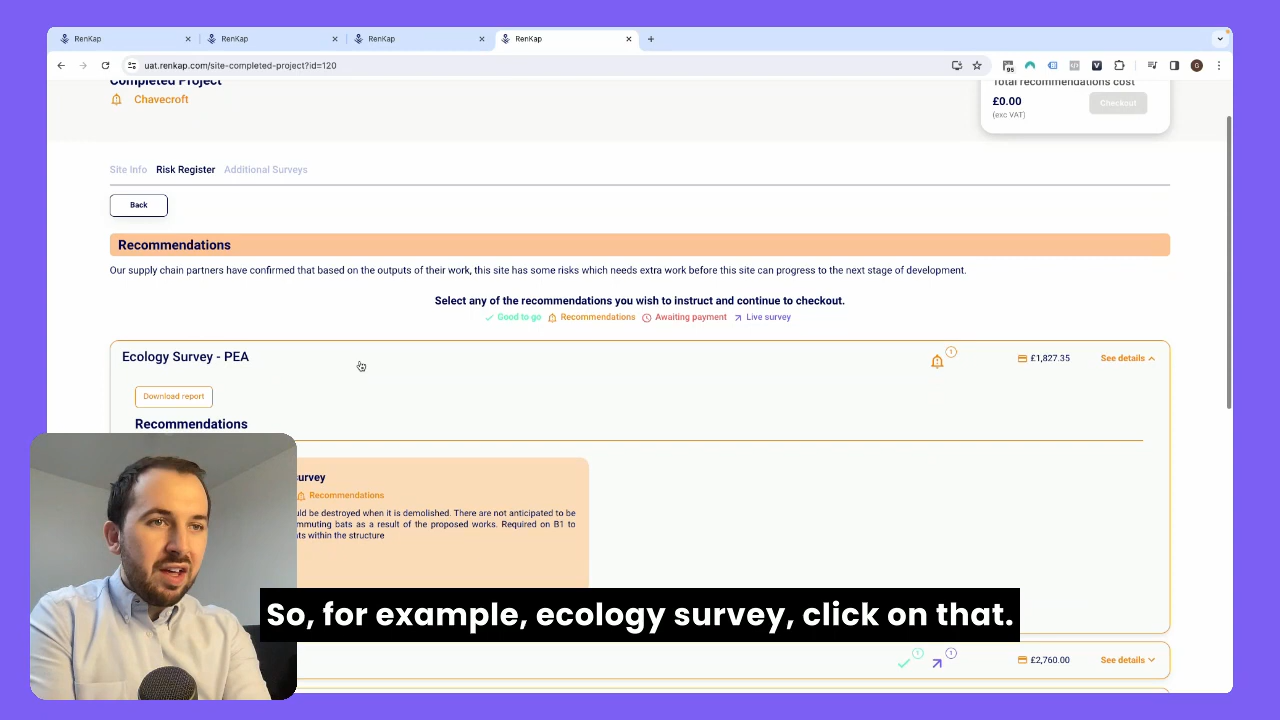 RenKap
RenKap
RenKap
RenKap
uat.renkap.com/site-completed-project?id=120
Completed Project
Chavecroft
Total recommendations cost
£0.00
(exc VAT)
Checkout
Site Info
Risk Register
Additional Surveys
Back
Recommendations
Our supply chain partners have confirmed that based on the outputs of their work, this site has some risks which needs extra work before this site can progress to the next stage of development.
Select any of the recommendations you wish to instruct and continue to checkout.
Good to go
Recommendations
Awaiting payment
Live survey
Ecology Survey - PEA
1
£1,827.35
See details
Download report
Recommendations
survey
Recommendations
uld be destroyed when it is demolished. There are not anticipated to be
mmuting bats as a result of the proposed works. Required on B1 to
ts within the structure
So, for example, ecology survey, click on that.
1
1
£2,760.00
See details